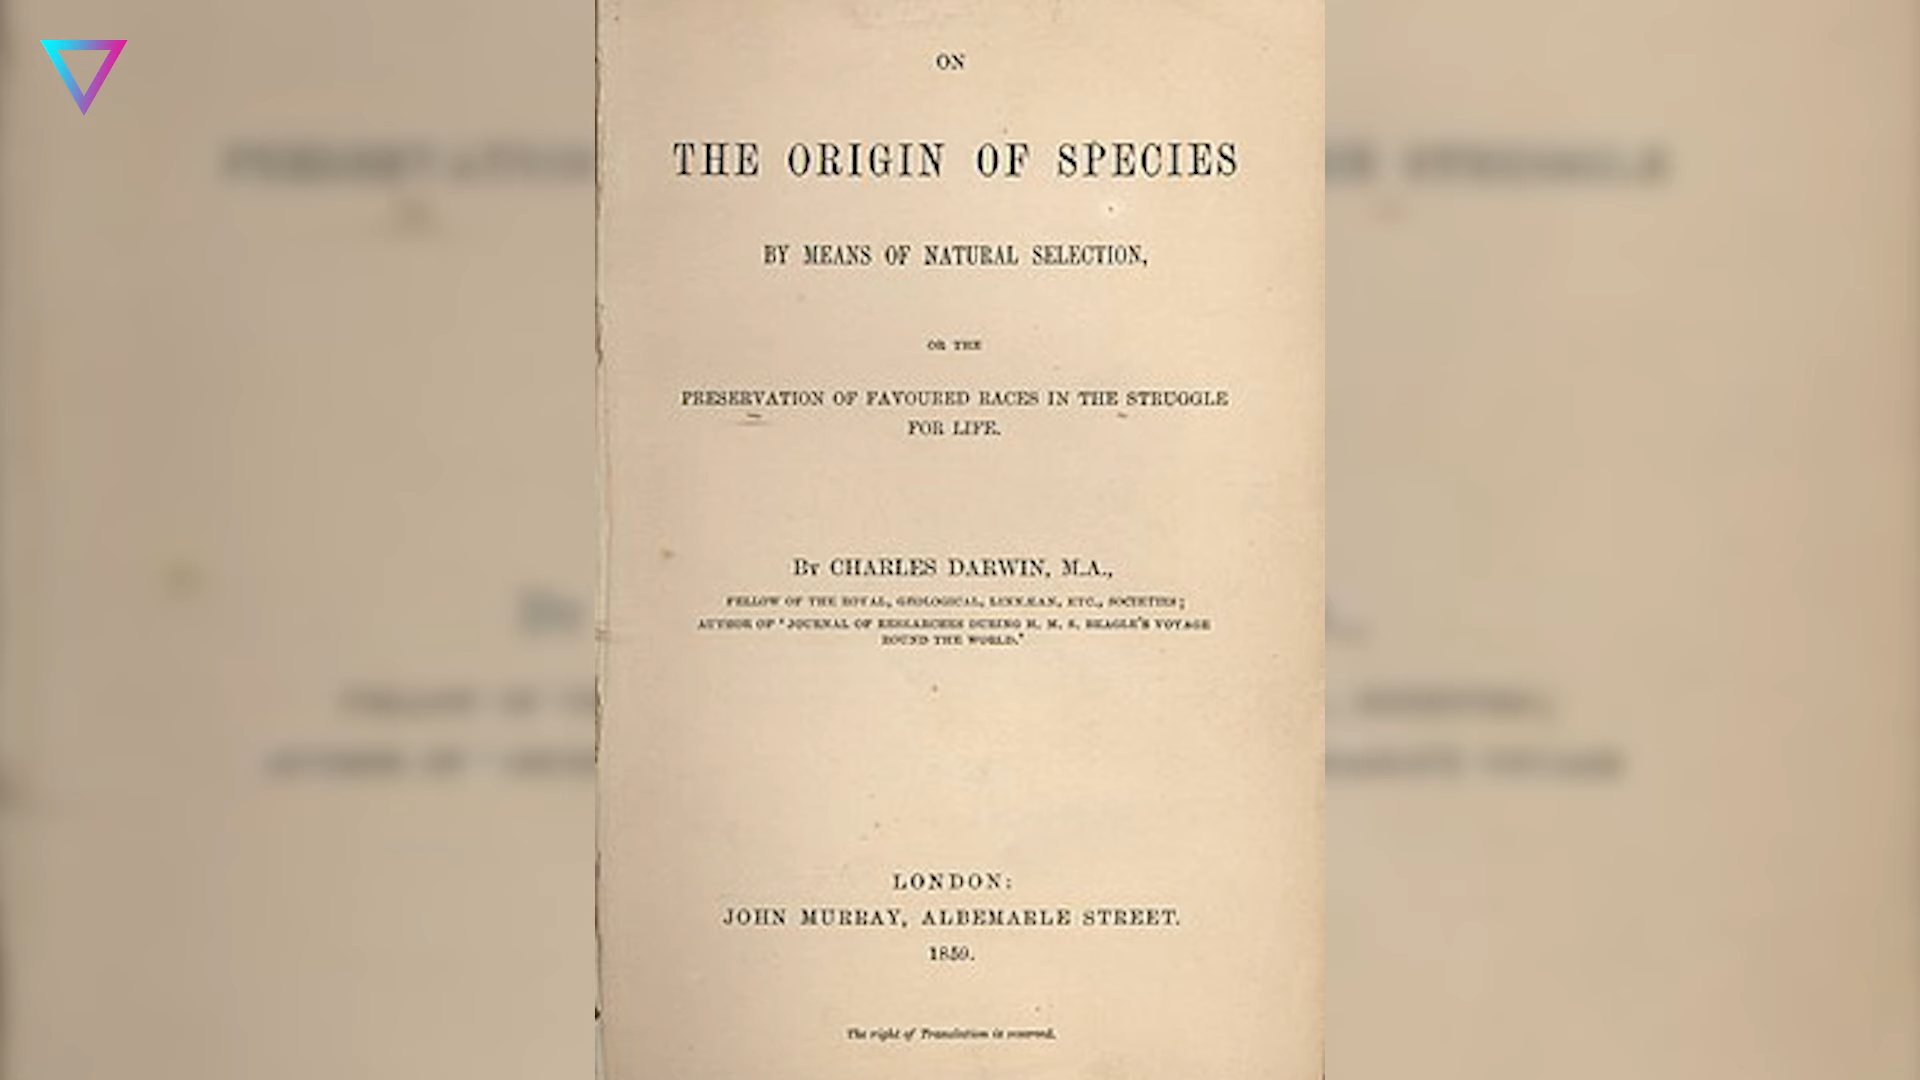 ON
THE ORIGIN OF SPECIES
BY MEANS OF NATURAL SELECTION,
OR THE
PRESERVATION OF FAVOURED RACES IN THE STRUGGLE
FOR LIFE.
BY CHARLES DARWIN, M.A.,
FELLOW OF THE ROYAL, GEOLOGICAL, LINNÆAN, ETC., SOCIETIES;
AUTHOR OF 'JOURNAL OF RESEARCHES DURING H. M. S. BEAGLE'S VOYAGE
ROUND THE WORLD.'
LONDON:
JOHN MURRAY, ALBEMARLE STREET.
1859.
The right of Translation is reserved.